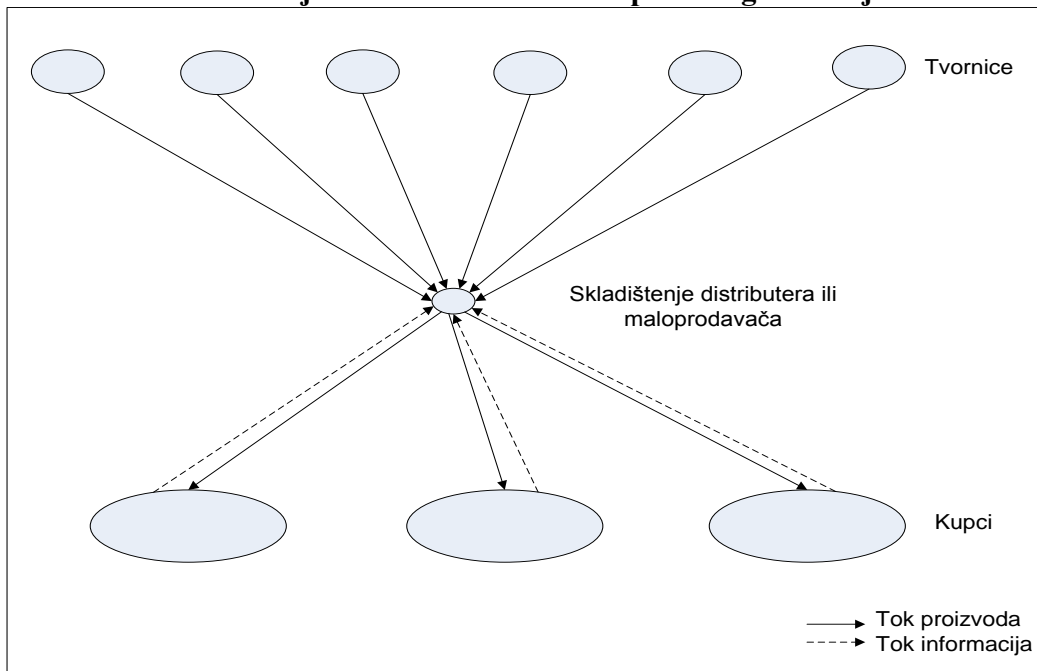 Tvornice
Skladištenje distributera ili
maloprodavača
Kupci
Tok proizvoda
Tok informacija